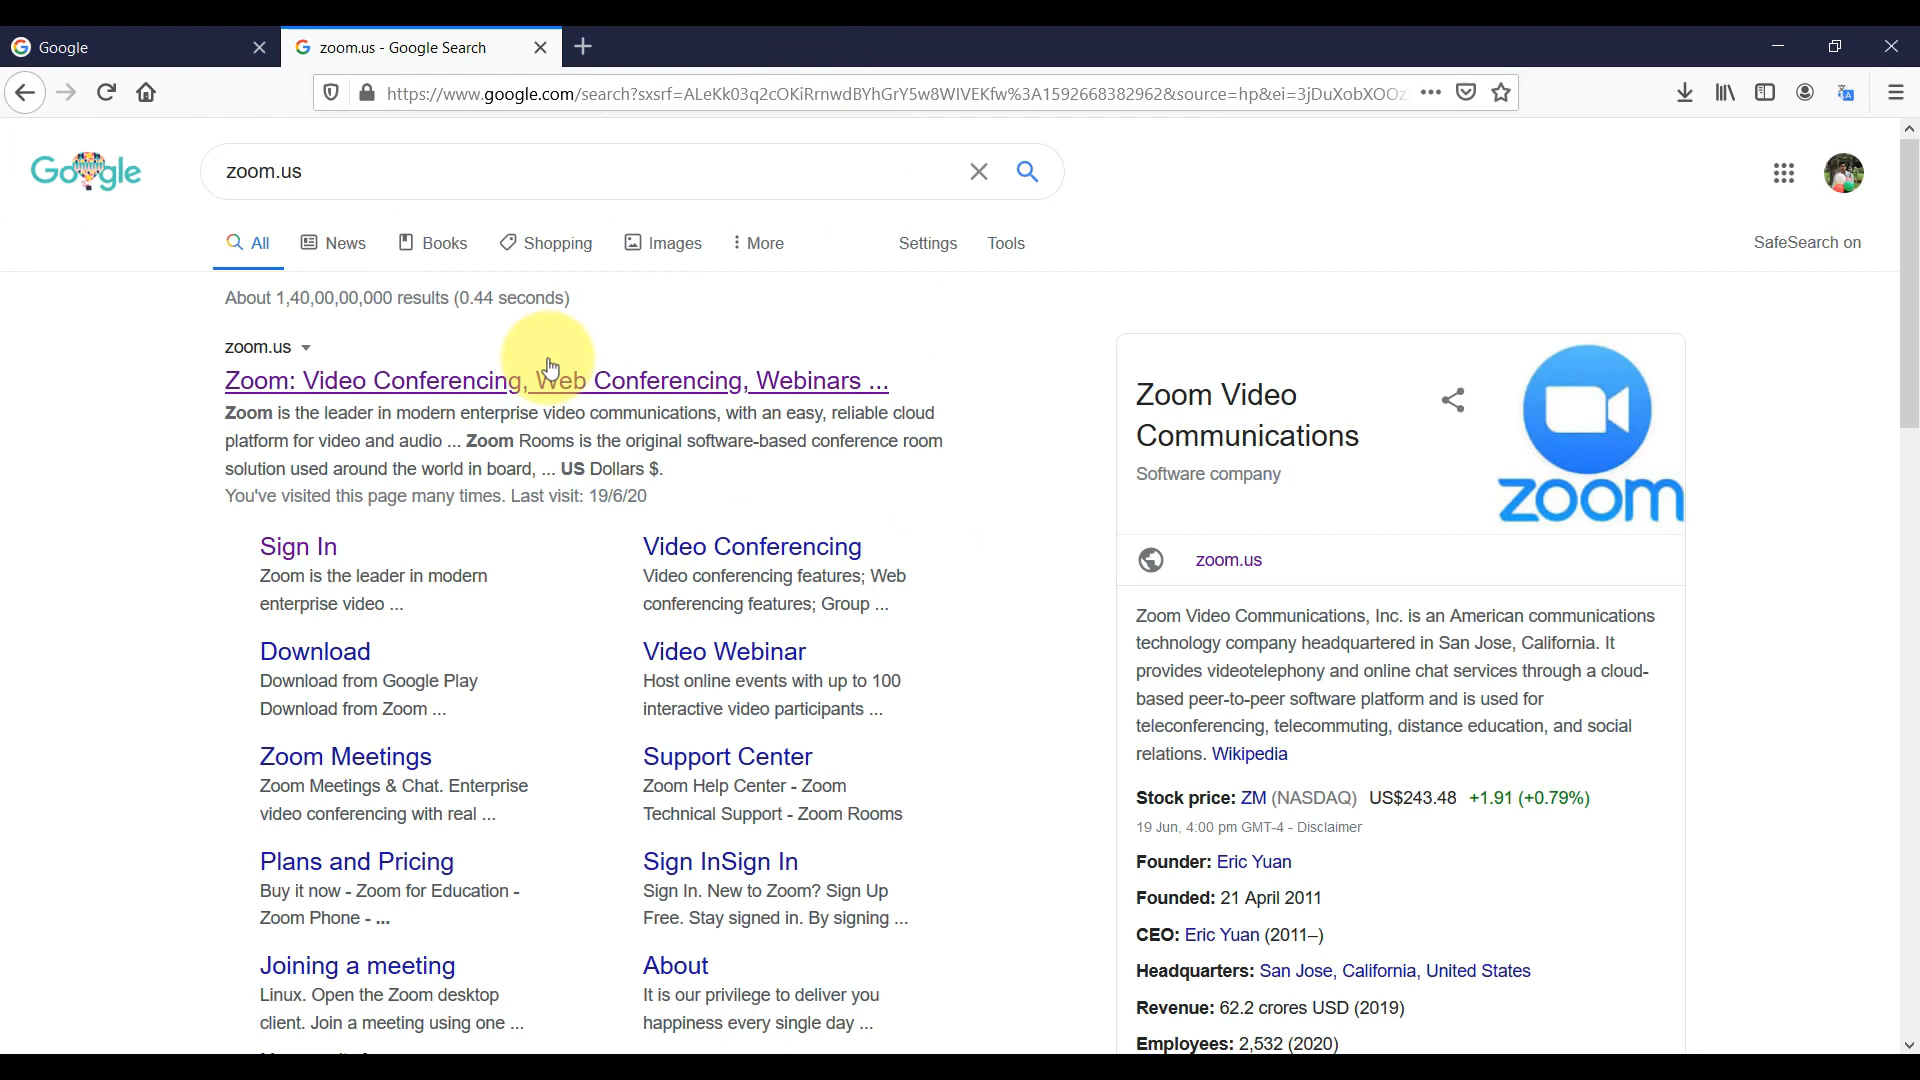 Google
zoom.us - Google Search
https://www.google.com/search?sxsrf=ALeKk03q2cOKiRrnwdBYhGrY5w8WIVEKfw%3A1592668382962&source=hp&ei=3jDuXobXOOz
Google
zoom.us
All
News
Books
Shopping
Images
More
Settings
Tools
SafeSearch on
About 1,40,00,00,000 results (0.44 seconds)
zoom.us
Zoom: Video Conferencing, Web Conferencing, Webinars ...
Zoom is the leader in modern enterprise video communications, with an easy, reliable cloud
platform for video and audio ... Zoom Rooms is the original software-based conference room
solution used around the world in board, ... US Dollars $.
You've visited this page many times. Last visit: 19/6/20
Sign In
Zoom is the leader in modern
enterprise video ...
Video Conferencing
Video conferencing features; Web
conferencing features; Group ...
Download
Download from Google Play
Download from Zoom ...
Video Webinar
Host online events with up to 100
interactive video participants ...
Zoom Meetings
Zoom Meetings & Chat. Enterprise
video conferencing with real ...
Support Center
Zoom Help Center - Zoom
Technical Support - Zoom Rooms
Plans and Pricing
Buy it now - Zoom for Education -
Zoom Phone - ...
Sign InSign In
Sign In. New to Zoom? Sign Up
Free. Stay signed in. By signing ...
Joining a meeting
Linux. Open the Zoom desktop
client. Join a meeting using one ...
About
It is our privilege to deliver you
happiness every single day ...
Zoom Video
Communications
Software company
zoom
zoom.us
Zoom Video Communications, Inc. is an American communications
technology company headquartered in San Jose, California. It
provides videotelephony and online chat services through a cloud-
based peer-to-peer software platform and is used for
teleconferencing, telecommuting, distance education, and social
relations. Wikipedia
Stock price: ZM (NASDAQ) US$243.48 +1.91 (+0.79%)
19 Jun, 4:00 pm GMT-4 - Disclaimer
Founder: Eric Yuan
Founded: 21 April 2011
CEO: Eric Yuan (2011–)
Headquarters: San Jose, California, United States
Revenue: 62.2 crores USD (2019)
Employees: 2,532 (2020)